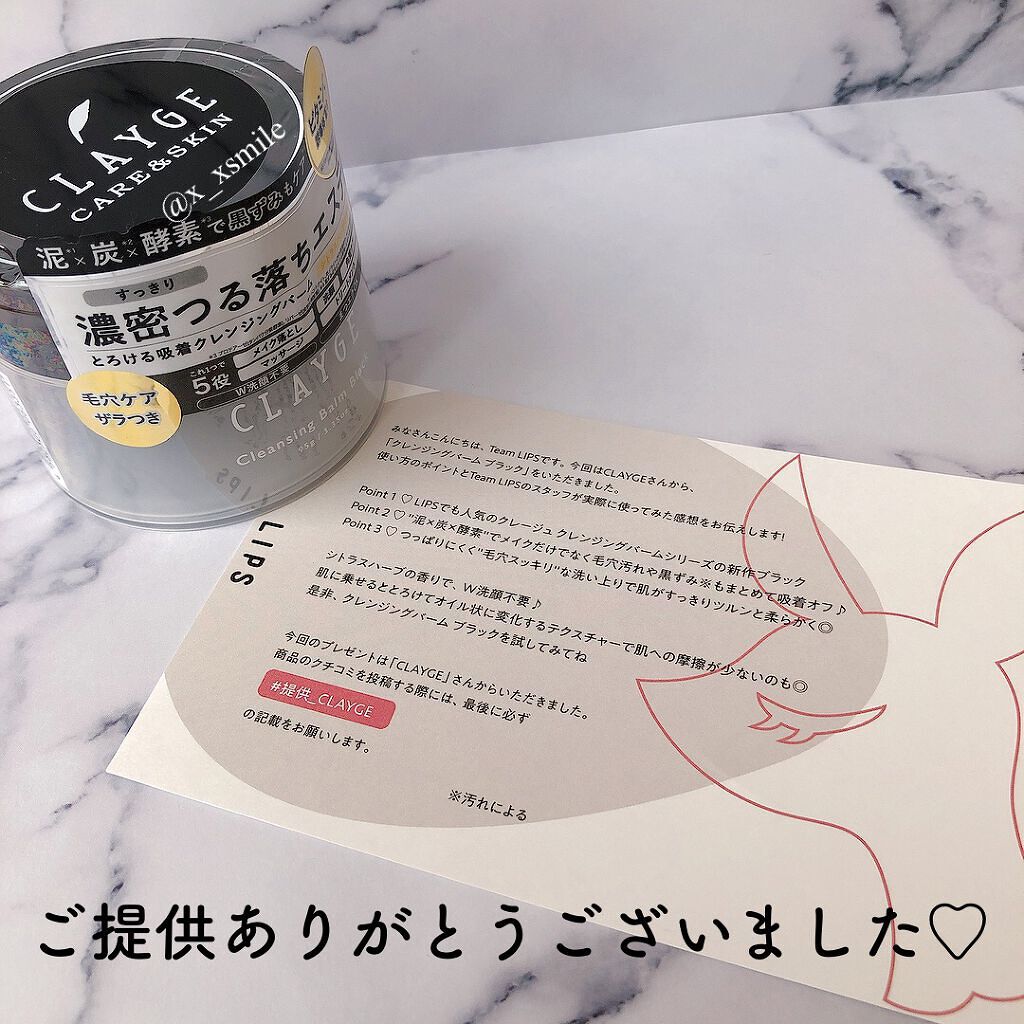 CLAYGE
CARE&SKIN
@x_xsmile
泥×炭×酵素で黒ずみもケア
すっきり
濃密つる落ちエス
とろける吸着クレンジングバーム
これ1つで
5役
メイク落とし
マッサージ
W洗顔不要
毛穴ケア
ザラつき
CLAYGE
Cleansing Balm Black
95g / 3.35oz
LIPS
みなさんこんにちは、Team LIPSです。今回はCLAYGEさんから、
「クレンジングバーム ブラック」をいただきました。
使い方のポイントとTeam LIPSのスタッフが実際に使ってみた感想をお伝えします!
Point 1 ♡ LIPSでも人気のクレージュ クレンジングバームシリーズの新作ブラック
Point 2 ♡ "泥×炭×酵素"でメイクだけでなく毛穴汚れや黒ずみ※もまとめて吸着オフ♪
Point 3 ♡ つっぱりにくく"毛穴スッキリ"な洗い上りで肌がすっきりツルンと柔らかく◎
シトラスハーブの香りで、W洗顔不要♪
肌に乗せるととろけてオイル状に変化するテクスチャーで肌への摩擦が少ないのも◎
是非、クレンジングバーム ブラックを試してみてね
今回のプレゼントは「CLAYGE」さんからいただきました。
商品のクチコミを投稿する際には、最後に必ず
#提供_CLAYGE
の記載をお願いします。
※汚れによる
ご提供ありがとうございました♡